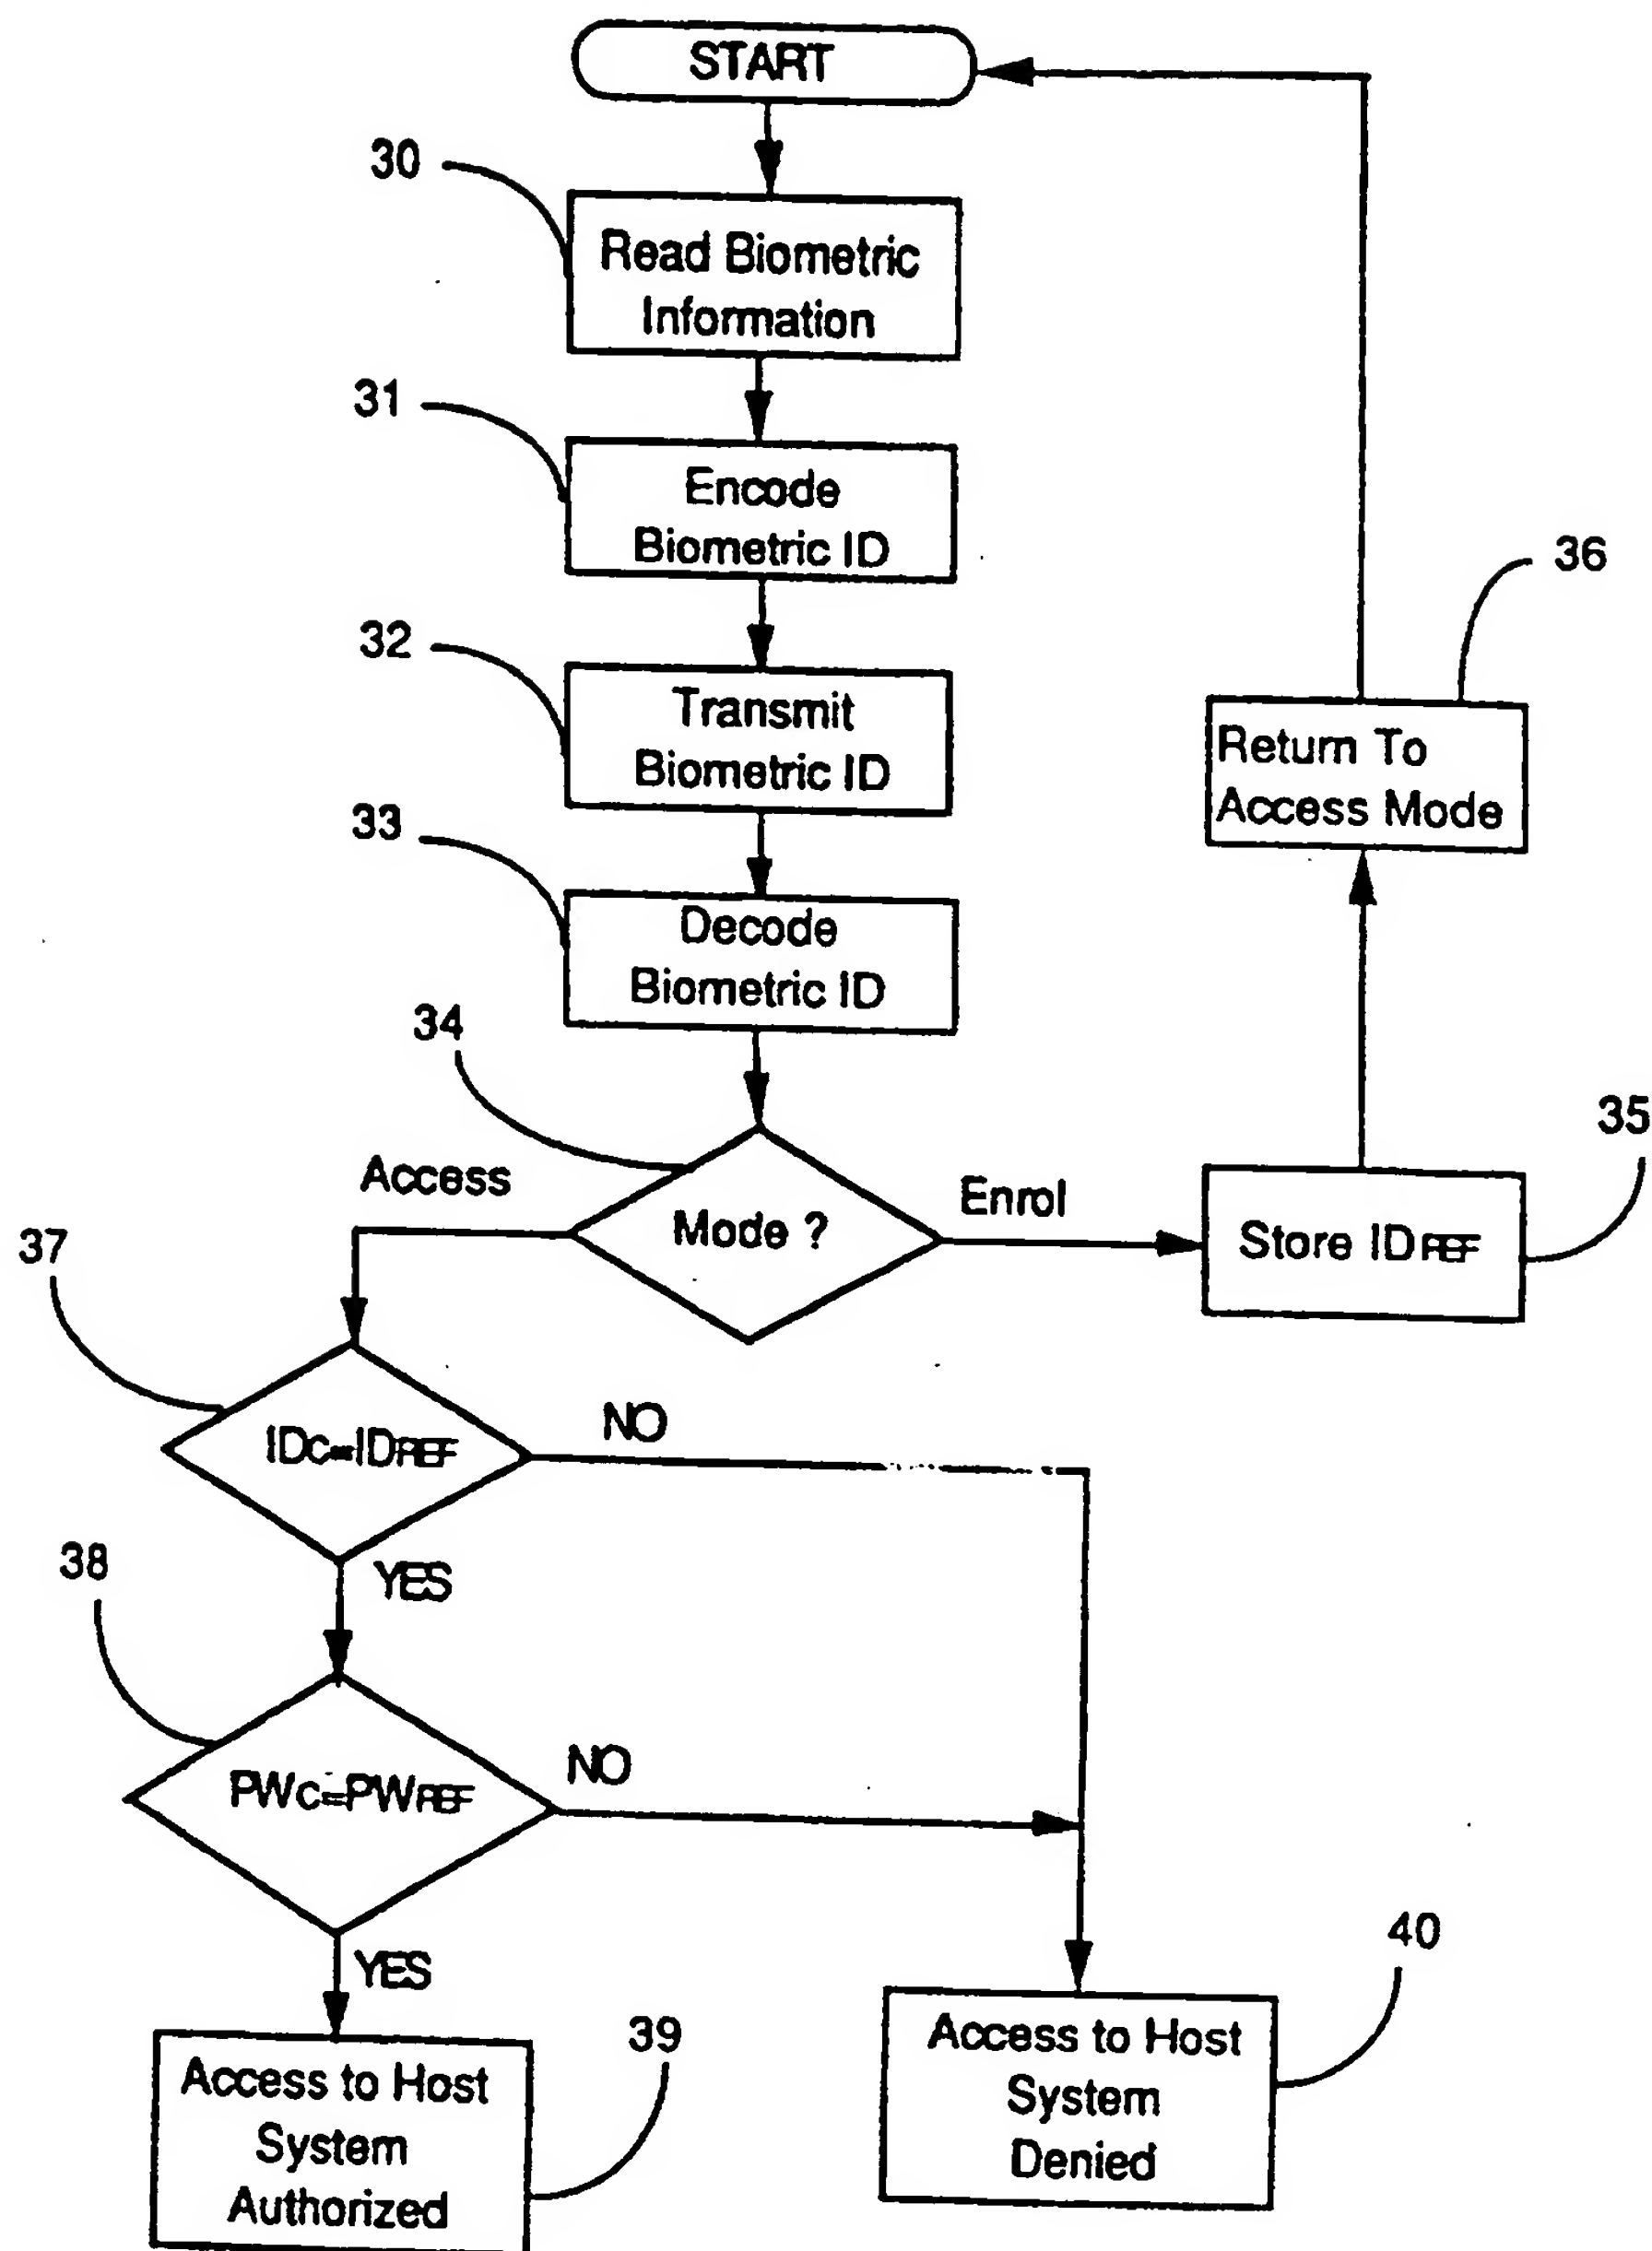 START
30
Read Biometric
Information
31
Encode
Biometric ID
32
Transmit
Biometric ID
36
Return To
Access Mode
33
Decode
Biometric ID
34
Mode ?
Access
Enrol
35
Store IDREF
37
IDC=IDREF
NO
YES
38
PWC=PWREF
NO
YES
39
Access to Host
System
Authorized
40
Access to Host
System
Denied